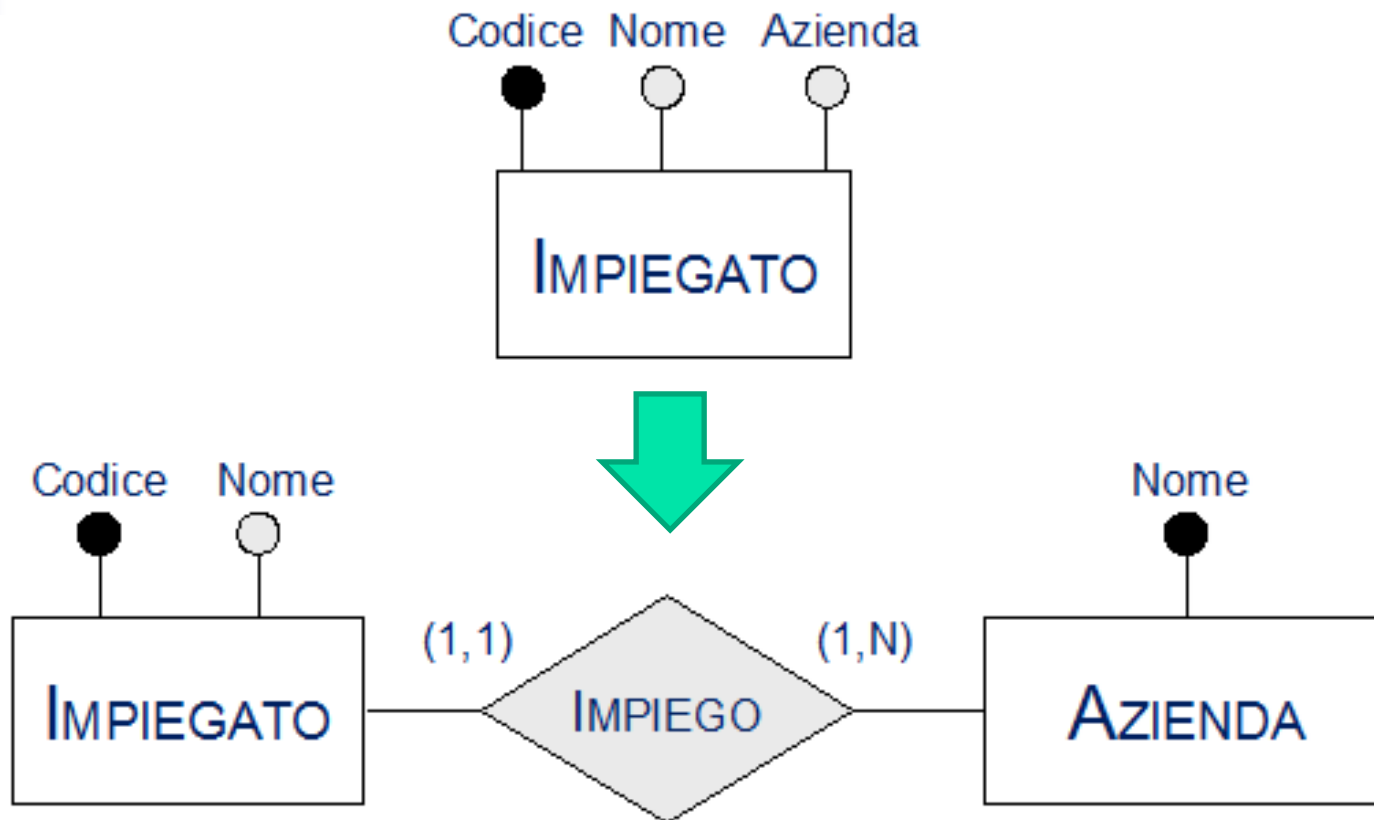 Codice Nome Azienda
IMPIEGATO
Codice Nome
Nome
(1,1)
(1,N)
IMPIEGATO
IMPIEGO
AZIENDA